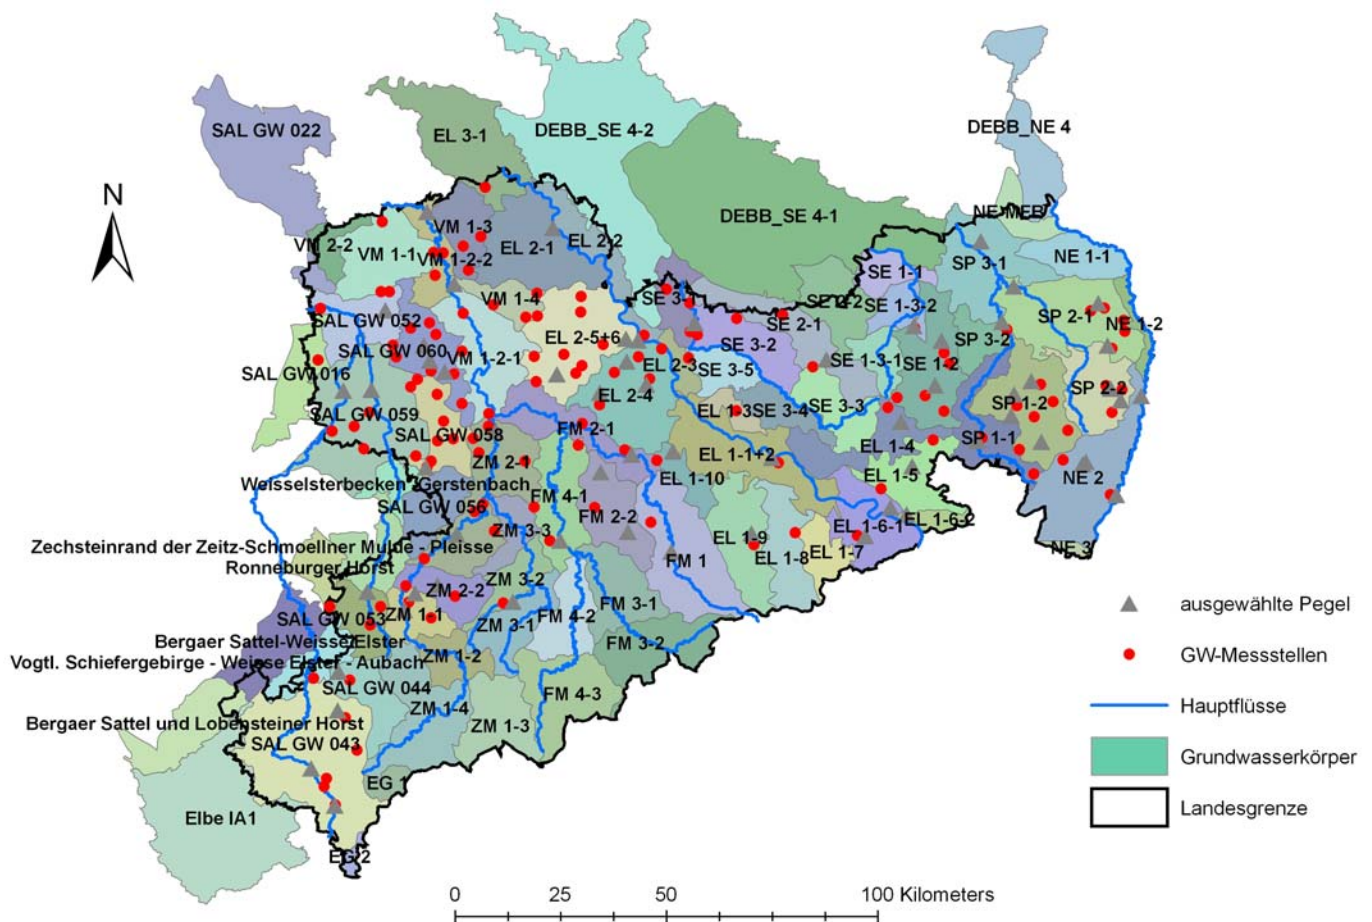 SAL GW 022
EL 3-1
DEBB_SE 4-2
DEBB_NE 4
N
DEBB_SE 4-1
NE-MFB
VM 2-2
VM 1-1
VM 1-3
VM 1-2-2
EL 2-1
EL 2-2
SP 3-1
NE 1-1
SE 1-1
VM 1-4
SE 3-1
SE 2-2
SE 1-3-2
SE 2-1
SP 2-1
NE 1-2
SAL GW 052
EL 2-5+6
SE 3-2
SP 3-2
SAL GW 060
VM 1-2-1
EL 2-3
SE 3-5
SE 1-3-1
SE 1-2
SAL GW 016
EL 2-4
SP 2-2
SAL GW 059
EL 1-3
SE 3-4
SE 3-3
SP 1-2
SAL GW 058
FM 2-1
EL 1-4
SP 1-1
ZM 2-1
EL 1-1+2
EL 1-5
NE 2
Weisselsterbecken - Gerstenbach
EL 1-10
SAL GW 056
FM 4-1
FM 2-2
EL 1-6-1
EL 1-6-2
Zechsteinrand der Zeitz-Schmoellner Mulde - Pleisse
ZM 3-3
EL 1-9
EL 1-8
EL 1-7
NE 3
Ronneburger Horst
FM 1
ZM 2-2
ZM 3-2
SAL GW 053
ZM 1-1
ZM 3-1
FM 4-2
FM 3-1
Bergaer Sattel-Weisse Elster
FM 3-2
Vogtl. Schiefergebirge - Weisse Elster - Aubach
ZM 1-2
SAL GW 044
FM 4-3
Bergaer Sattel und Lobensteiner Horst
ZM 1-4
ZM 1-3
SAL GW 043
EG 1
Elbe IA1
EG 2
ausgewählte Pegel
GW-Messstellen
Hauptflüsse
Grundwasserkörper
Landesgrenze
0 25 50 100 Kilometers